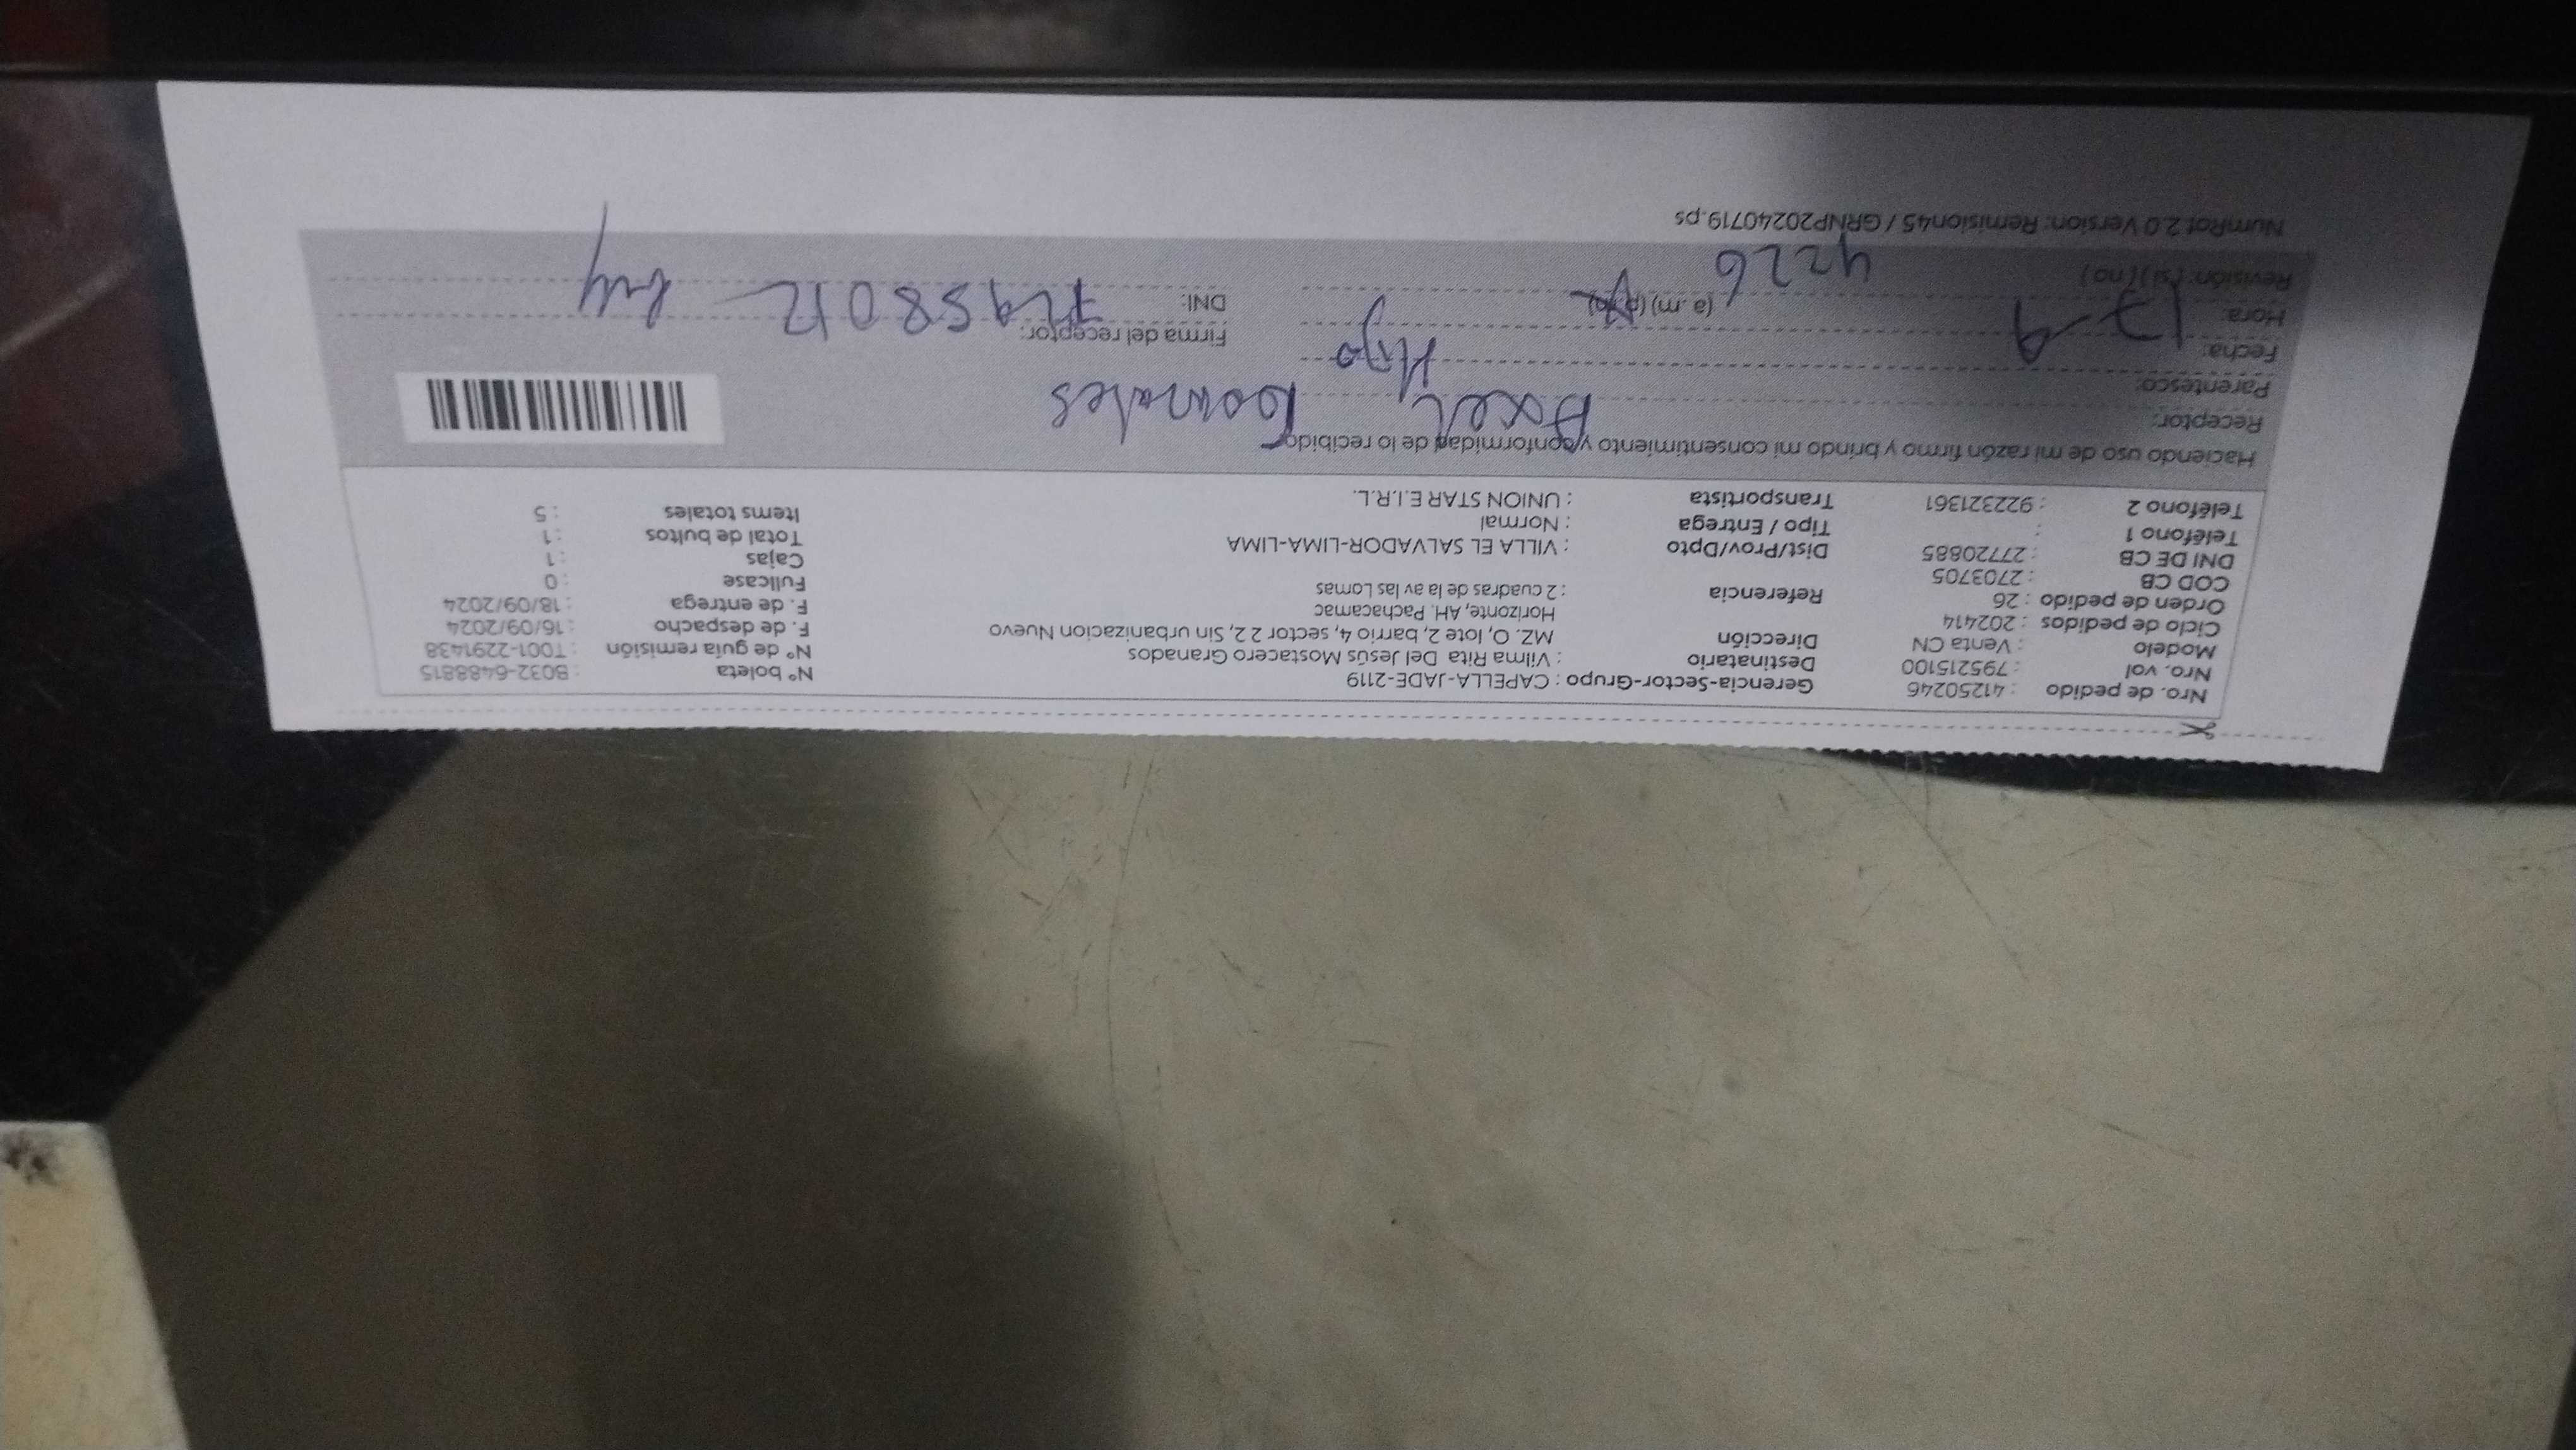 Nro. de pedido : 41250246
Nro. vol : 795215100
Modelo : Venta CN
Ciclo de pedidos : 202414
Orden de pedido : 26
COD CB : 2703705
DNI DE CB : 27720885
Teléfono 1 :
Teléfono 2 : 922321361
Gerencia-Sector-Grupo : CAPELLA-JADE-2119
Destinatario : Vilma Rita Del Jesús Mostacero Granados
Dirección MZ. O, lote 2, barrio 4, sector 2 2, Sin urbanizacion Nuevo
Horizonte, AH. Pachacamac
Referencia : 2 cuadras de la av las Lomas
Dist/Prov/Dpto : VILLA EL SALVADOR-LIMA-LIMA
Tipo / Entrega : Normal
Transportista : UNION STAR E.I.R.L.
N° boleta : B032-6488815
N° de guía remisión : T001-2291438
F. de despacho : 16/09/2024
F. de entrega : 18/09/2024
Fullcase : 0
Cajas : 1
Total de bultos : 1
Items totales : 5
Haciendo uso de mi razón firmo y brindo mi consentimiento y conformidad de lo recibido
Receptor: Axel
Parentesco: Hijo
Fecha: 17-9
Hora: 4226 (a .m) (p.m)
Revisión: ( si ) ( no )
Firma del receptor:
DNI:
NumRot 2.0 Version: Remision45 / GRNP20240719.ps